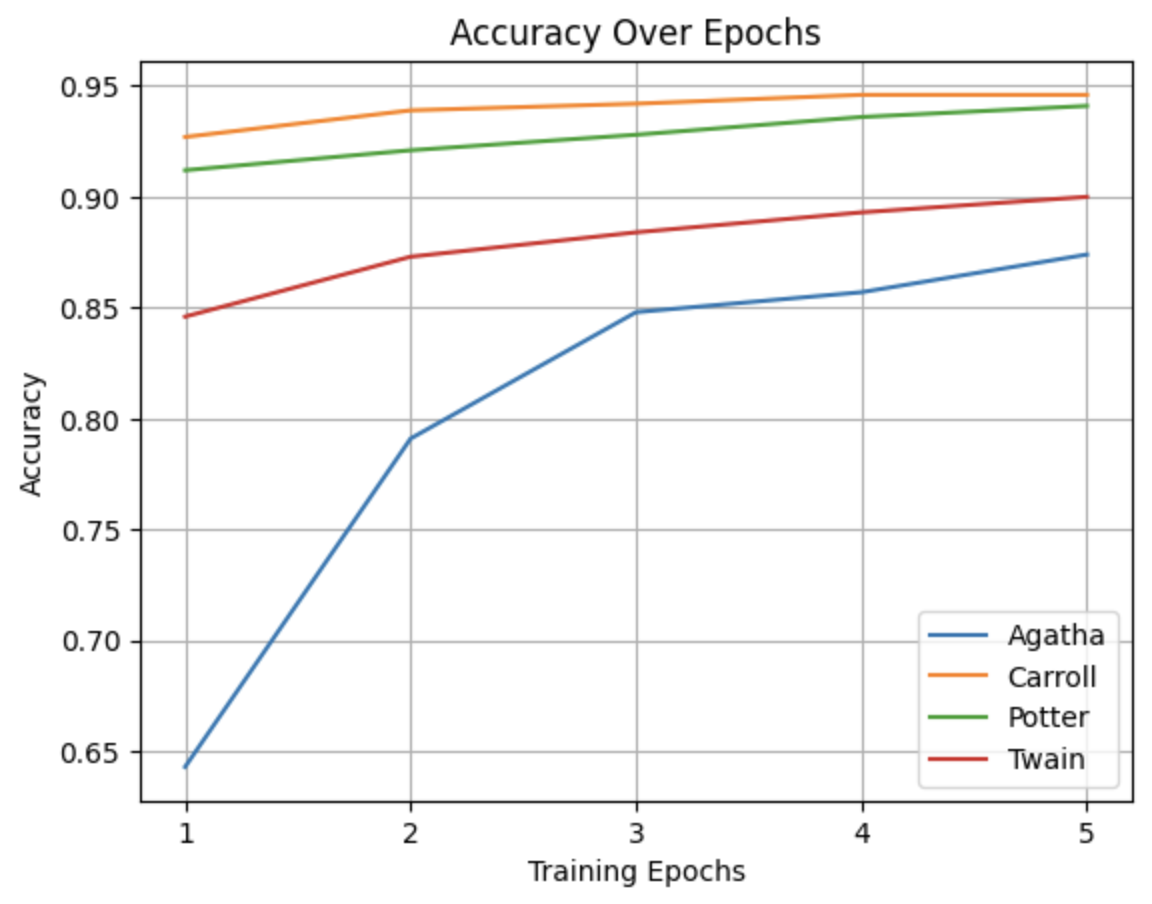 Accuracy Over Epochs
0.95
0.90
0.85
0.80
0.75
0.70
0.65
Accuracy
Agatha
Carroll
Potter
Twain
1 2 3 4 5
Training Epochs